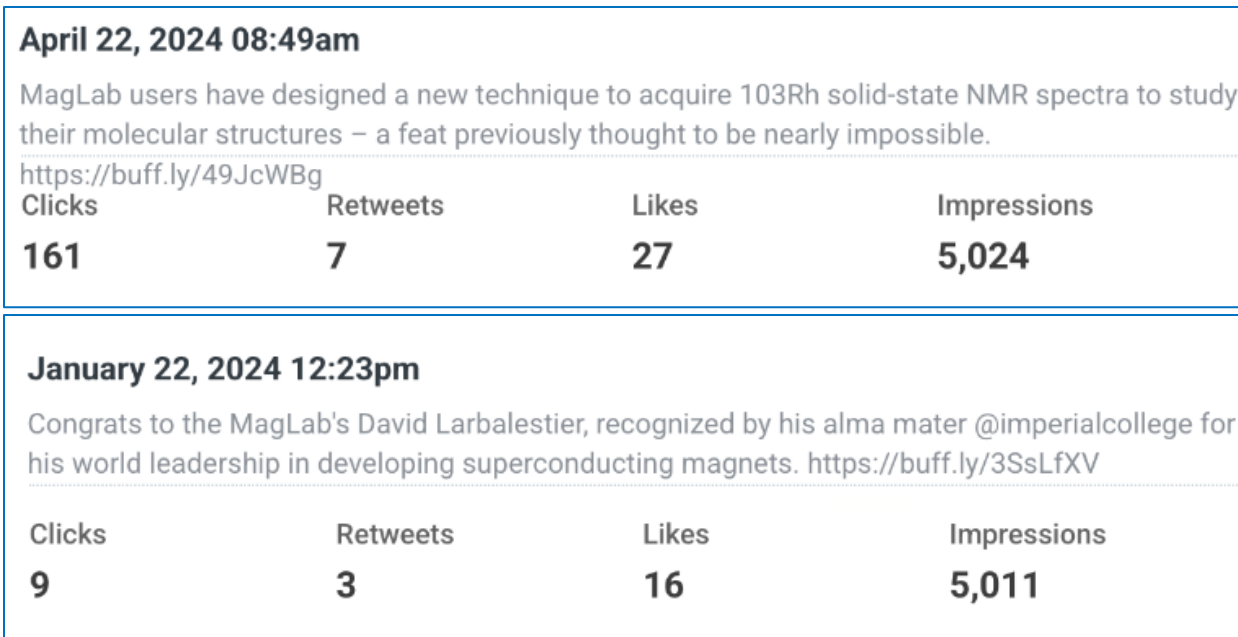 April 22, 2024 08:49am
MagLab users have designed a new technique to acquire 103Rh solid-state NMR spectra to study
their molecular structures – a feat previously thought to be nearly impossible.
https://buff.ly/49JcWBg
Clicks Retweets Likes Impressions
161 7 27 5,024
January 22, 2024 12:23pm
Congrats to the MagLab's David Larbalestier, recognized by his alma mater @imperialcollege for
his world leadership in developing superconducting magnets. https://buff.ly/3SsLfXV
Clicks Retweets Likes Impressions
9 3 16 5,011